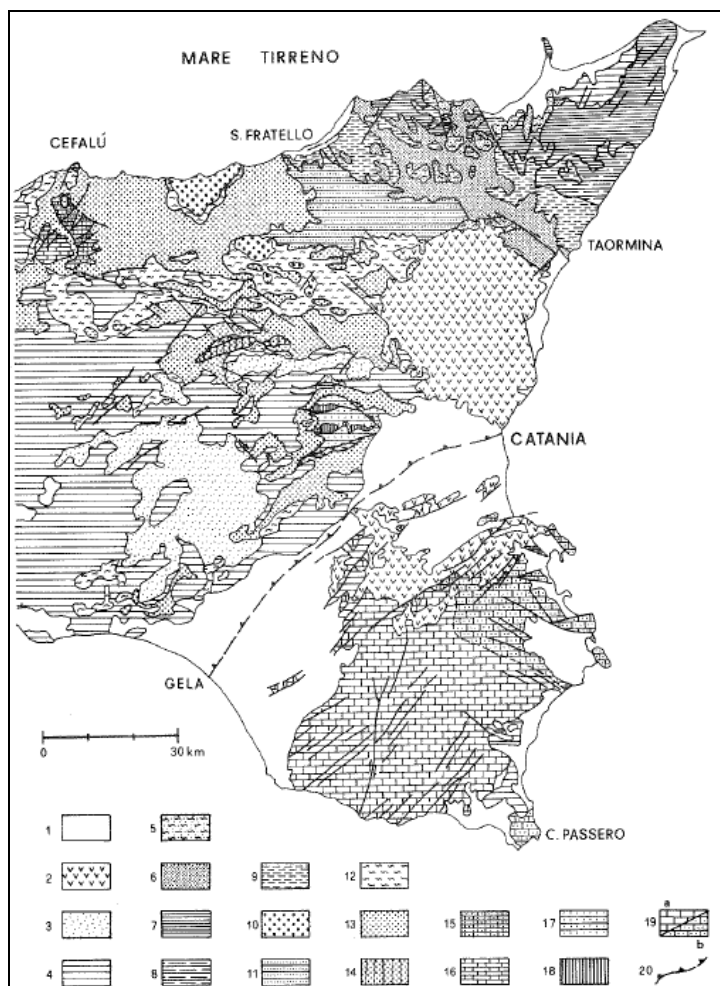 MARE TIRRENO
CEFALÚ
S. FRATELLO
TAORMINA
CATANIA
GELA
0 30 km
C. PASSERO
1 5
2 6 9 12
a
3 7 10 13 15 17 19
b
4 8 11 14 16 18 20